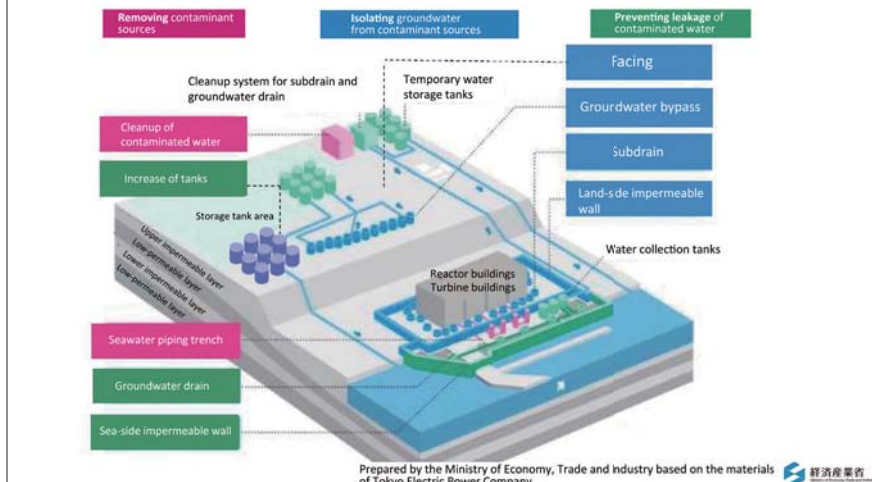 Removing contaminant
sources
Isolating groundwater
from contaminant sources
Preventing leakage of
contaminated water
Cleanup system for subdrain and
groundwater drain
Temporary water
storage tanks
Facing
Groundwater bypass
Subdrain
Land-side impermeable
wall
Cleanup of
contaminated water
Increase of tanks
Storage tank area
Water collection tanks
Reactor buildings
Turbine buildings
Upper impermeable layer
Low-permeable layer
Lower impermeable layer
Low-permeable layer
Seawater piping trench
Groundwater drain
Sea-side impermeable wall
Prepared by the Ministry of Economy, Trade and Industry based on the materials
of Tokyo Electric Power Company
経済産業省